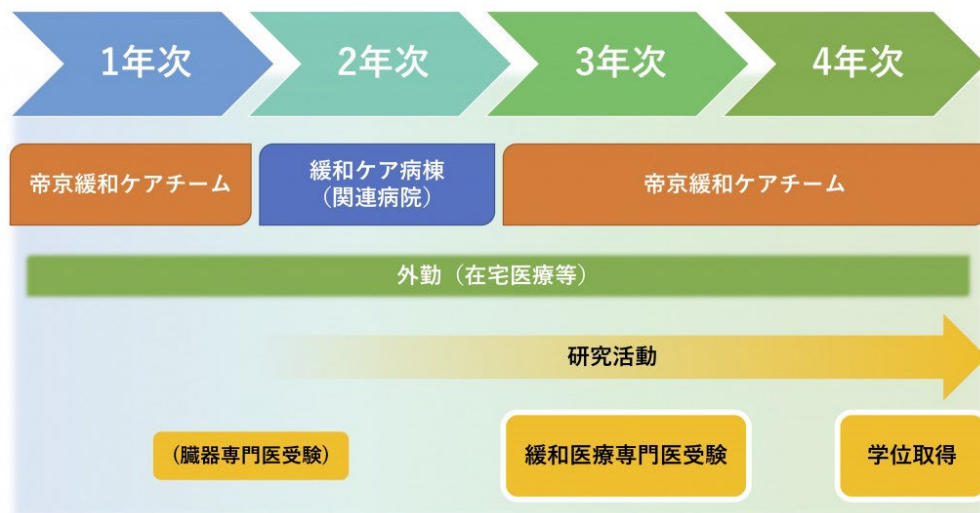 1年次
2年次
3年次
4年次
帝京緩和ケアチーム
緩和ケア病棟
（関連病院）
帝京緩和ケアチーム
外勤（在宅医療等）
研究活動
（臓器専門医受験）
緩和医療専門医受験
学位取得